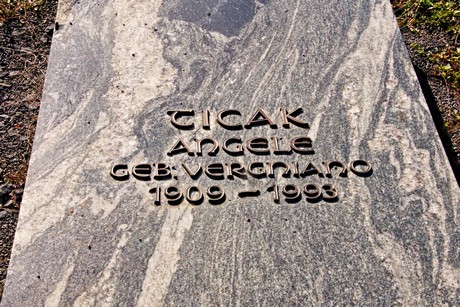 TICAK
ANGELE
GEB: VERGNIANO
1909 – 1993